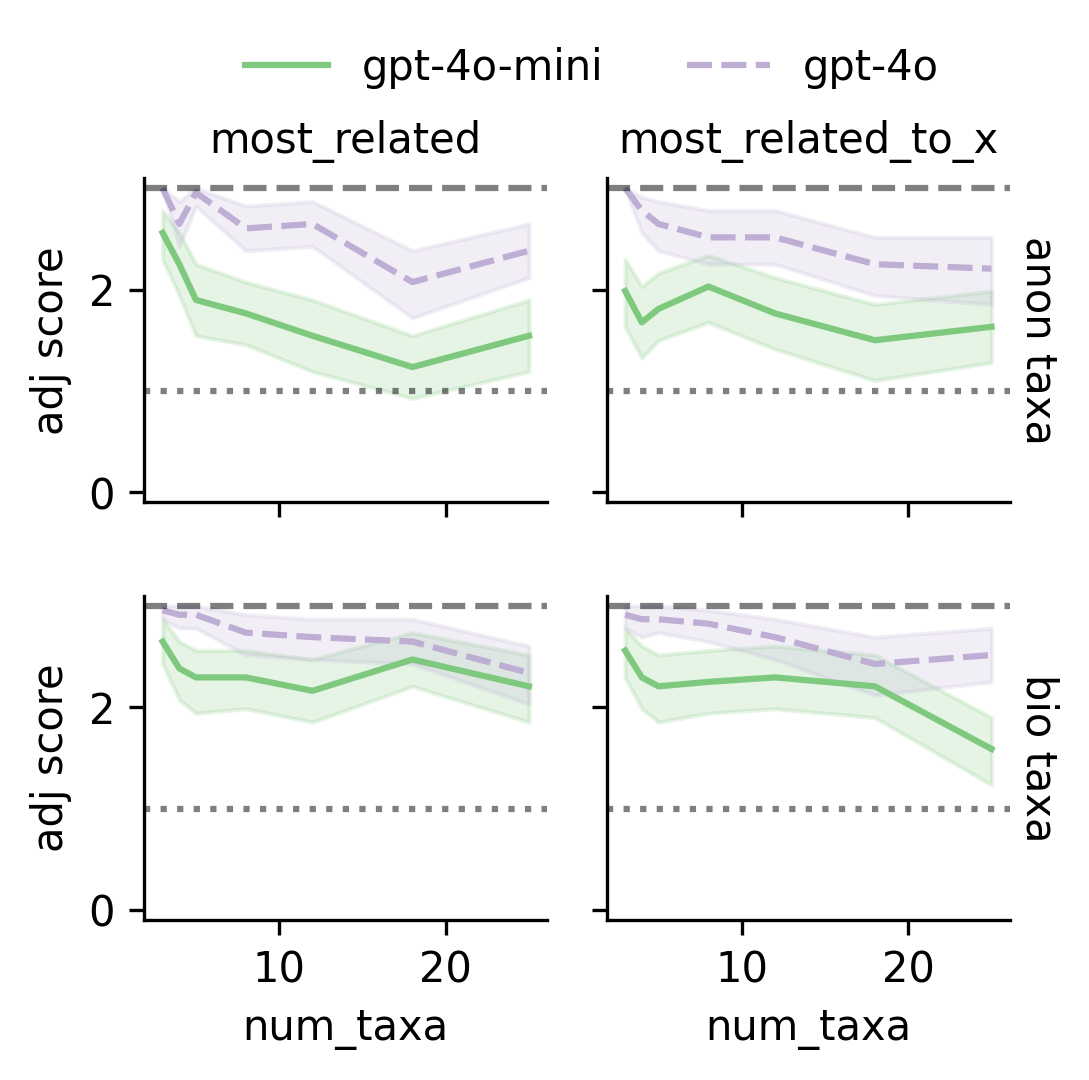 gpt-4o-mini gpt-4o
most_related most_related_to_x
adj score
2
0
anon taxa
adj score
2
0
bio taxa
10 20 10 20
num_taxa num_taxa